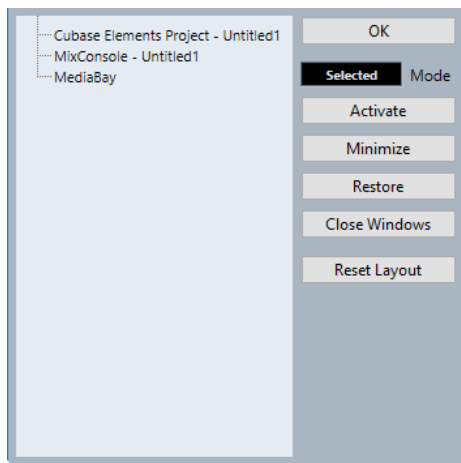 Cubase Elements Project - Untitled1
MixConsole - Untitled1
MediaBay
OK
Selected Mode
Activate
Minimize
Restore
Close Windows
Reset Layout